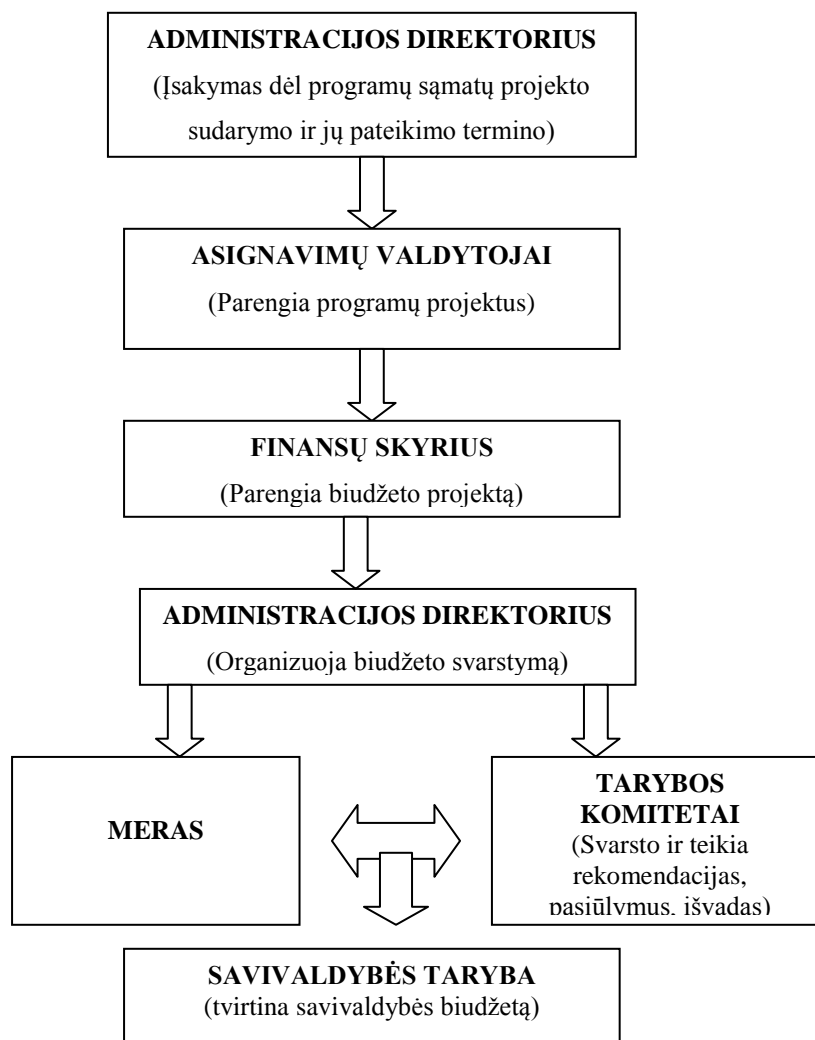 ADMINISTRACIJOS DIREKTORIUS
(Įsakymas dėl programų sąmatų projekto
sudarymo ir jų pateikimo termino)
ASIGNAVIMŲ VALDYTOJAI
(Parengia programų projektus)
FINANSŲ SKYRIUS
(Parengia biudžeto projektą)
ADMINISTRACIJOS DIREKTORIUS
(Organizuoja biudžeto svarstymą)
MERAS
TARYBOS
KOMITETAI
(Svarsto ir teikia
rekomendacijas,
pasiūlymus, išvadas)
SAVIVALDYBĖS TARYBA
(tvirtina savivaldybės biudžetą)